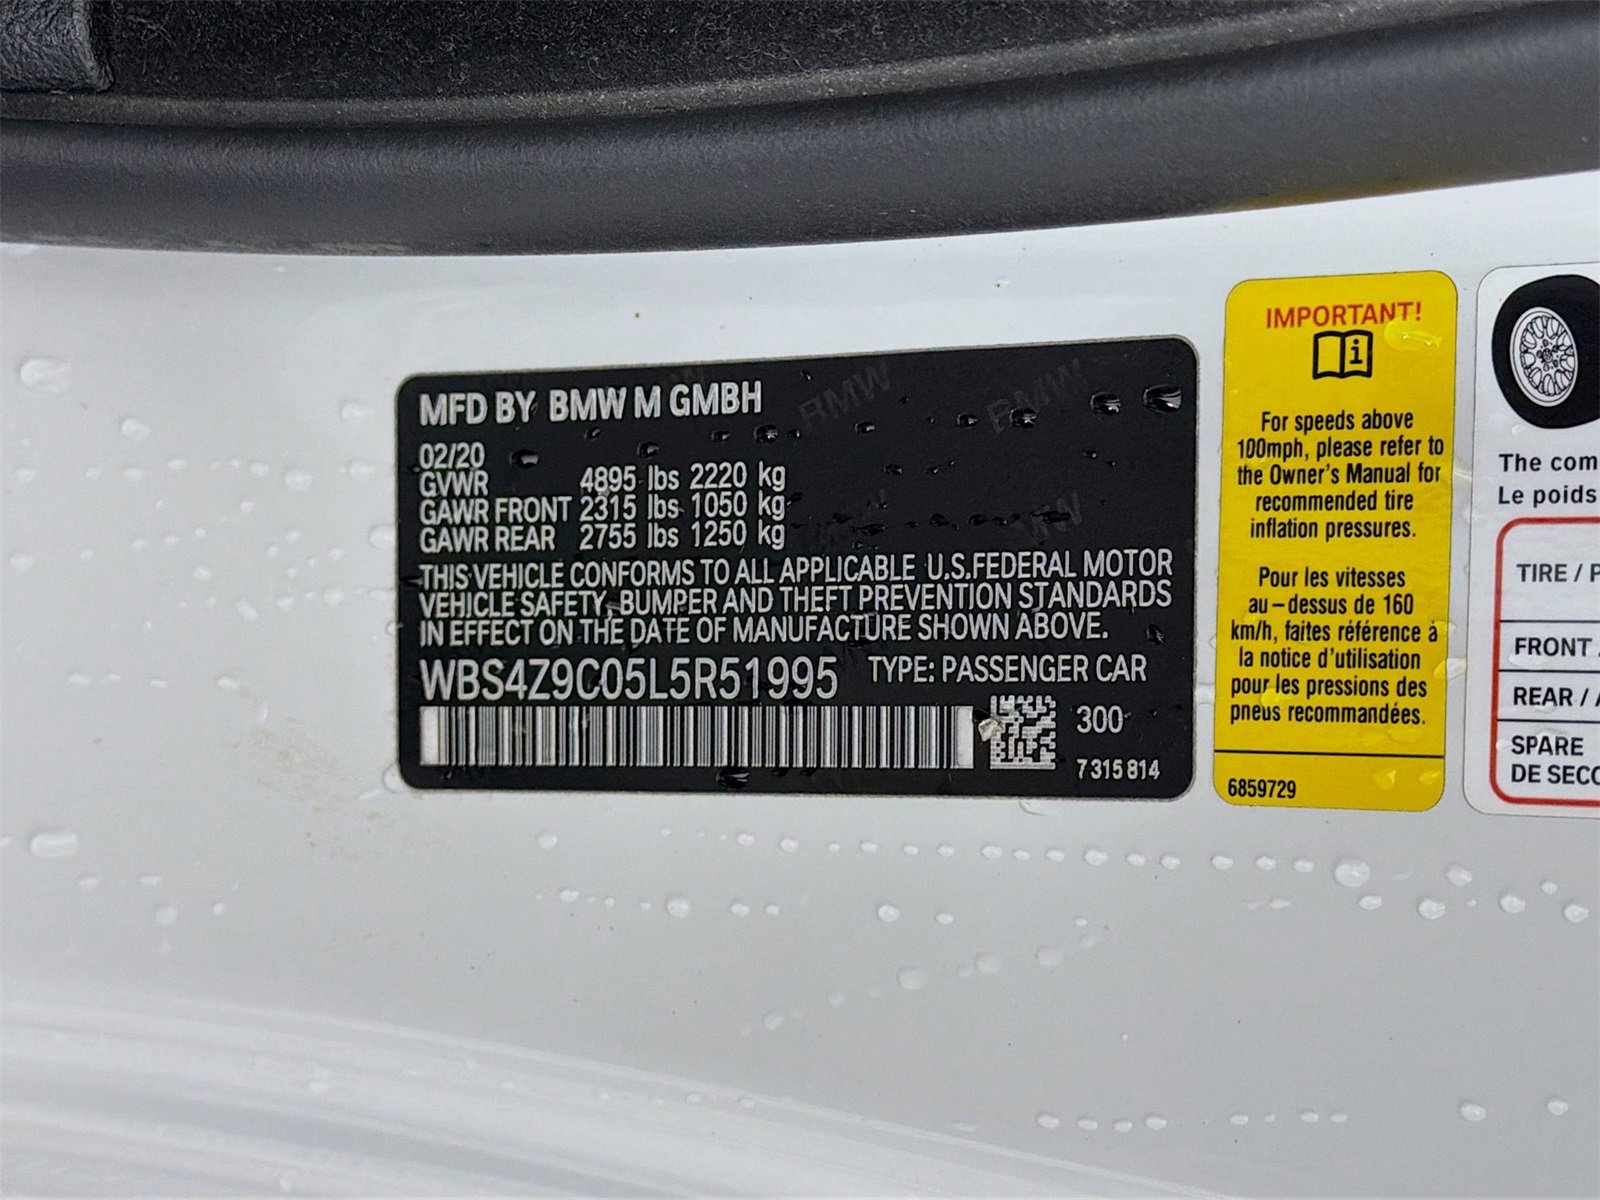 MFD BY BMW M GMBH
02/20
GVWR 4895 lbs 2220 kg
GAWR FRONT 2315 lbs 1050 kg
GAWR REAR 2755 lbs 1250 kg
THIS VEHICLE CONFORMS TO ALL APPLICABLE U.S.FEDERAL MOTOR
VEHICLE SAFETY, BUMPER AND THEFT PREVENTION STANDARDS
IN EFFECT ON THE DATE OF MANUFACTURE SHOWN ABOVE.
WBS4Z9C05L5R51995 TYPE: PASSENGER CAR
300
7315814
BMW
BMW
IMPORTANT!
i
For speeds above
100mph, please refer to
the Owner's Manual for
recommended tire
inflation pressures.
Pour les vitesses
au-dessus de 160
km/h, faites référence à
la notice d'utilisation
pour les pressions des
pneus recommandées.
6859729
The com
Le poids
TIRE / P
FRONT /
REAR / A
SPARE
DE SECO